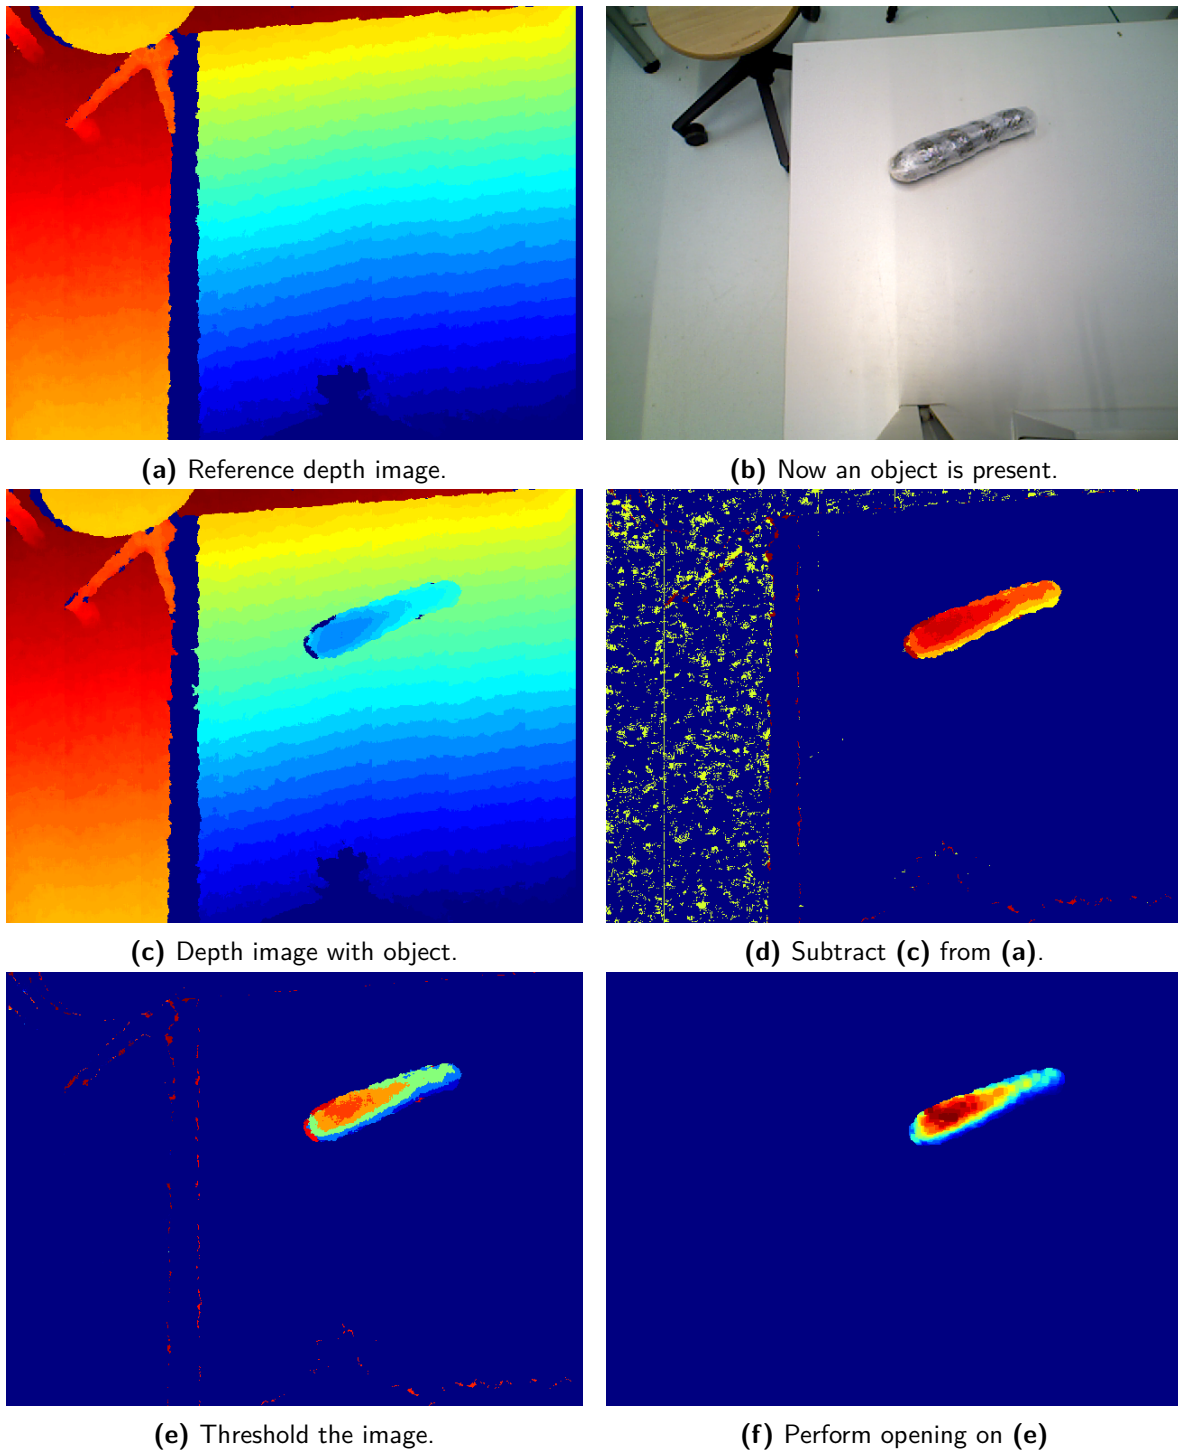 (a) Reference depth image.
(b) Now an object is present.
(c) Depth image with object.
(d) Subtract (c) from (a).
(e) Threshold the image.
(f) Perform opening on (e)